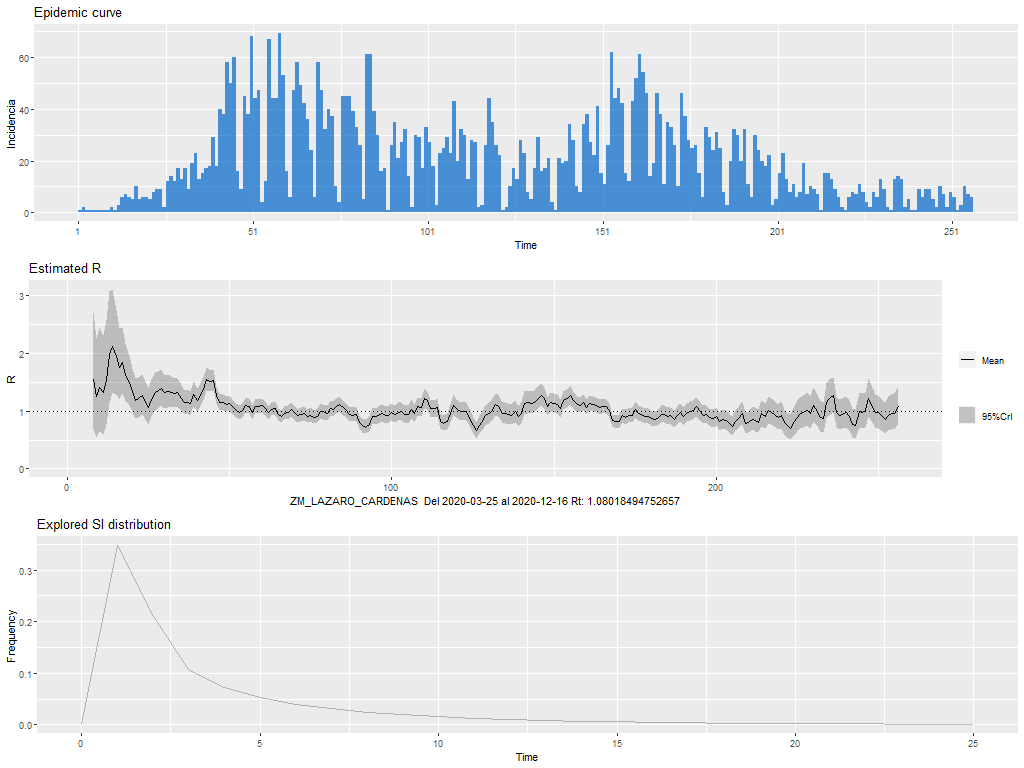 Epidemic curve
Incidencia
60
40
20
0
1
51
101
151
201
251
Time
Estimated R
R
3
2
1
0
0
100
200
Mean
95%CrI
ZM_LAZARO_CARDENAS Del 2020-03-25 al 2020-12-16 Rt: 1.08018494752657
Explored SI distribution
Frequency
0.3
0.2
0.1
0.0
0
5
10
15
20
25
Time